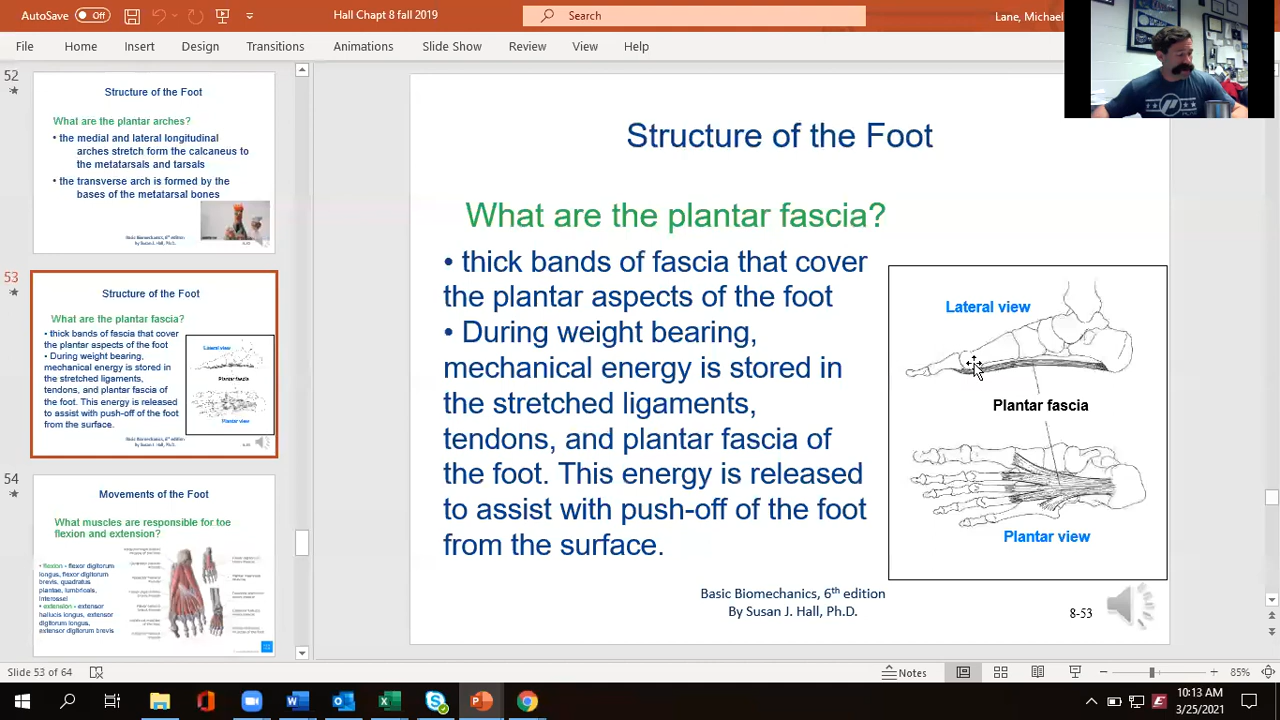 AutoSave Off
Hall Chapt 8 fall 2019
Search
Lane, Michael
File Home Insert Design Transitions Animations Slide Show Review View Help
52
Structure of the Foot
What are the plantar arches?
• the medial and lateral longitudinal
arches stretch form the calcaneus to
the metatarsals and tarsals
• the transverse arch is formed by the
bases of the metatarsal bones
Basic Biomechanics, 6th edition
by Susan J. Hall, Ph.D.
53
Structure of the Foot
What are the plantar fascia?
• thick bands of fascia that cover
the plantar aspects of the foot
• During weight bearing,
mechanical energy is stored in
the stretched ligaments,
tendons, and plantar fascia of
the foot. This energy is released
to assist with push-off of the foot
from the surface.
Lateral view
Plantar fascia
Plantar view
Basic Biomechanics, 6th edition
by Susan J. Hall, Ph.D.
54
Movements of the Foot
What muscles are responsible for toe
flexion and extension?
• flexion - flexor digitorum
longus, flexor digitorum
brevis, quadratus
plantae, lumbricals,
interossei
• extension - extensor
hallucis longus, extensor
digitorum longus,
extensor digitorum brevis
Structure of the Foot
What are the plantar fascia?
• thick bands of fascia that cover
the plantar aspects of the foot
• During weight bearing,
mechanical energy is stored in
the stretched ligaments,
tendons, and plantar fascia of
the foot. This energy is released
to assist with push-off of the foot
from the surface.
Lateral view
Plantar fascia
Plantar view
Basic Biomechanics, 6th edition
By Susan J. Hall, Ph.D.
8-53
Slide 53 of 64
Notes
85%
10:13 AM
3/25/2021